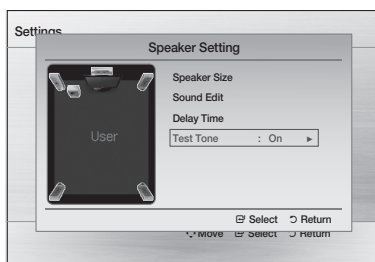 Settings
Speaker Setting
Speaker Size
Sound Edit
Delay Time
User
Test Tone : On ►
Select Return
Move Select Return